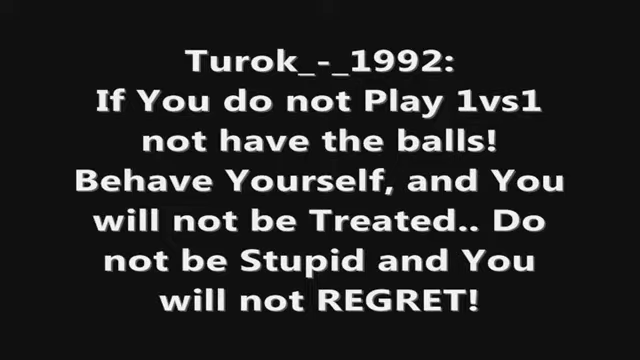 Turok_-_1992:
If You do not Play 1vs1
not have the balls!
Behave Yourself, and You
will not be Treated.. Do
not be Stupid and You
will not REGRET!